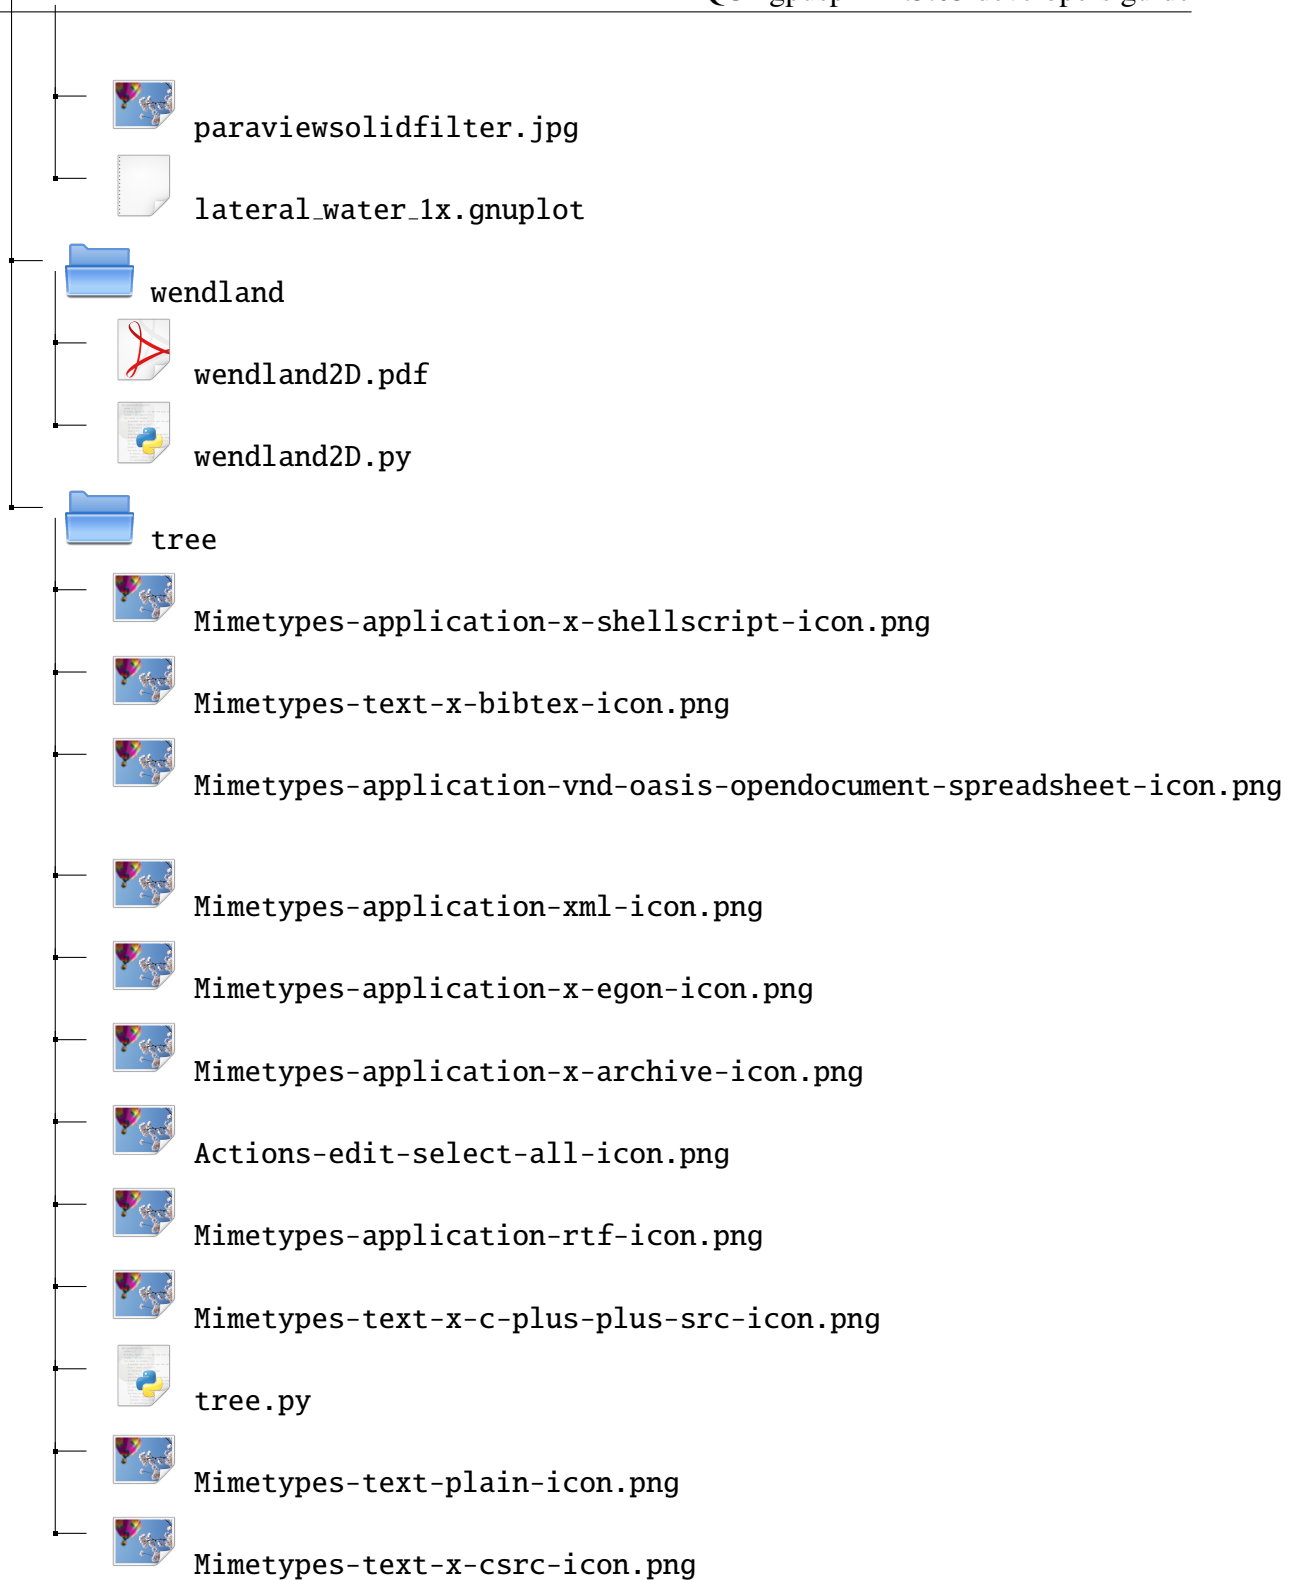 developers guide
paraviewsolidfilter.jpg
lateral_water_1x.gnuplot
wendland
wendland2D.pdf
wendland2D.py
tree
Mimetypes-application-x-shellscript-icon.png
Mimetypes-text-x-bibtex-icon.png
Mimetypes-application-vnd-oasis-opendocument-spreadsheet-icon.png
Mimetypes-application-xml-icon.png
Mimetypes-application-x-egon-icon.png
Mimetypes-application-x-archive-icon.png
Actions-edit-select-all-icon.png
Mimetypes-application-rtf-icon.png
Mimetypes-text-x-c-plus-plus-src-icon.png
tree.py
Mimetypes-text-plain-icon.png
Mimetypes-text-x-csrc-icon.png